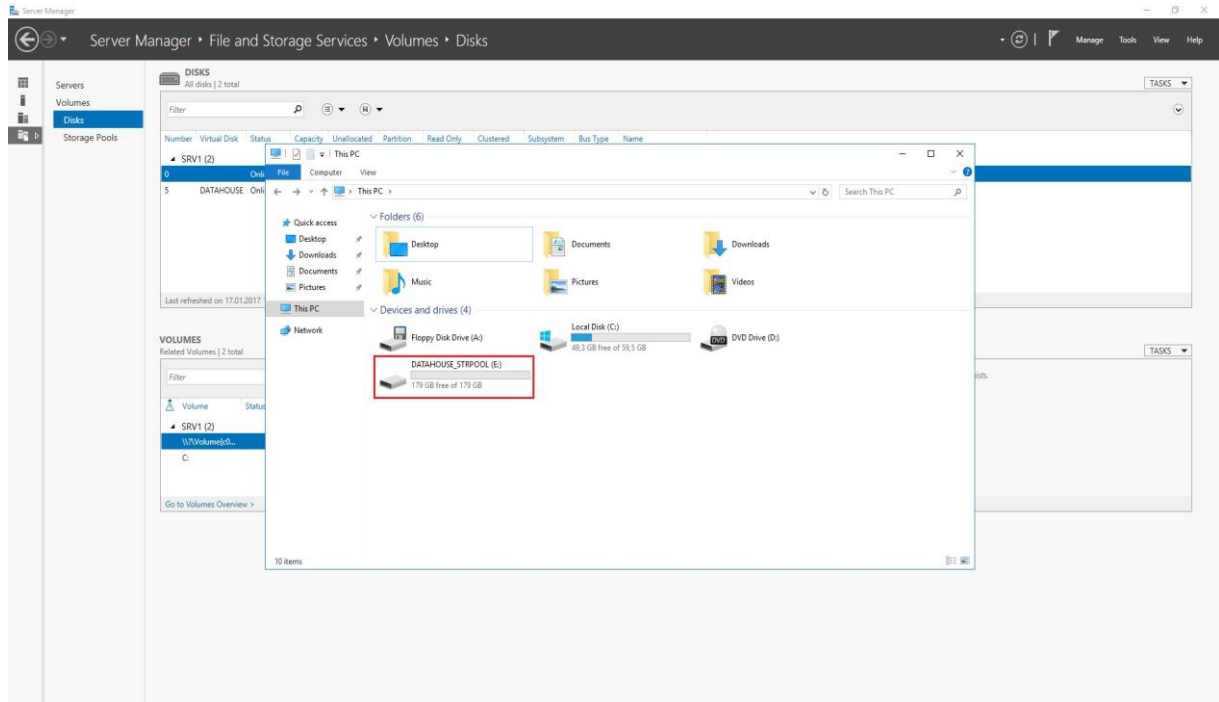 Server Manager
Server Manager ‣ File and Storage Services ‣ Volumes ‣ Disks
Manage Tools View Help
Servers
Volumes
Disks
Storage Pools
DISKS
All disks | 2 total
TASKS
Filter
Number Virtual Disk Status Capacity Unallocated Partition Read Only Clustered Subsystem Bus Type Name
SRV1 (2)
0 Onli
5 DATAHOUSE Onli
Last refreshed on 17.01.2017
VOLUMES
Related Volumes | 2 total
TASKS
Filter
Volume Status
SRV1 (2)
C:
Go to Volumes Overview >
This PC
File Computer View
This PC
Search This PC
Quick access
Desktop
Downloads
Documents
Pictures
This PC
Network
Folders (6)
Desktop
Documents
Downloads
Music
Pictures
Videos
Devices and drives (4)
Floppy Disk Drive (A:)
Local Disk (C:)
49,3 GB free of 59,5 GB
DVD Drive (D:)
DATAHOUSE_STRPOOL (E:)
179 GB free of 179 GB
10 items